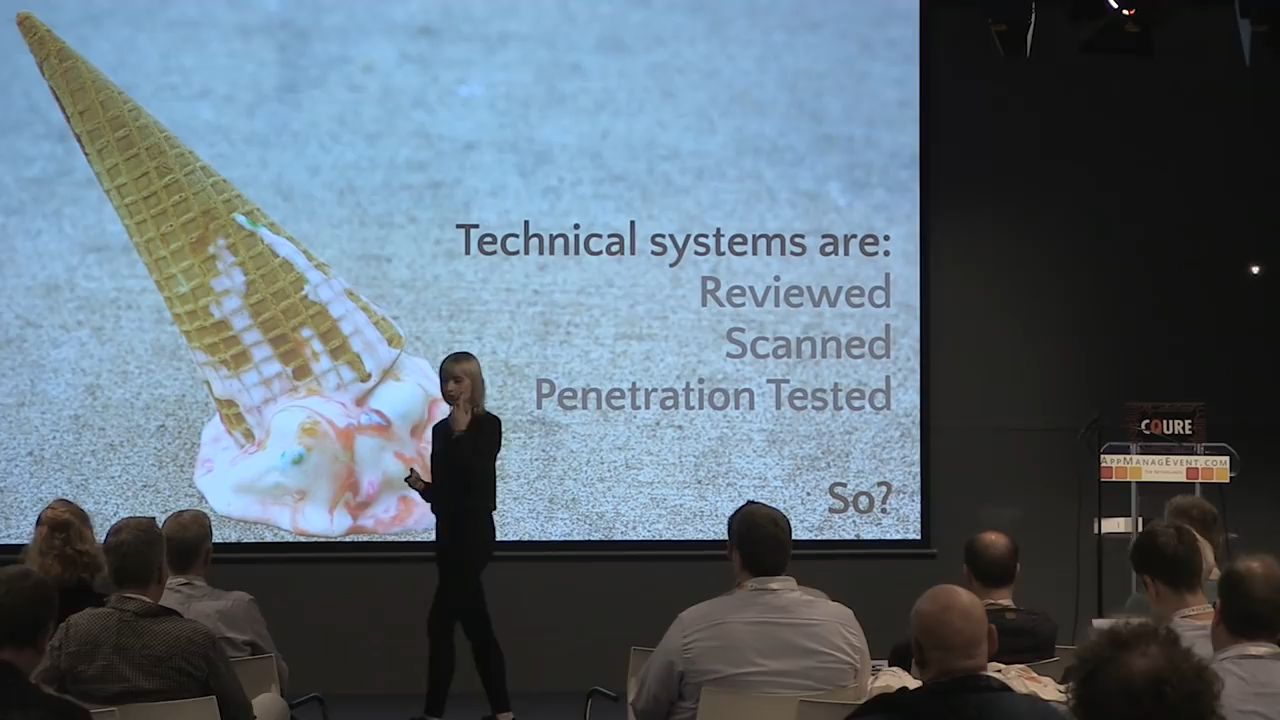 Technical systems are:
Reviewed
Scanned
Penetration Tested
So?
CQURE
APPMANAGEVENT.COM